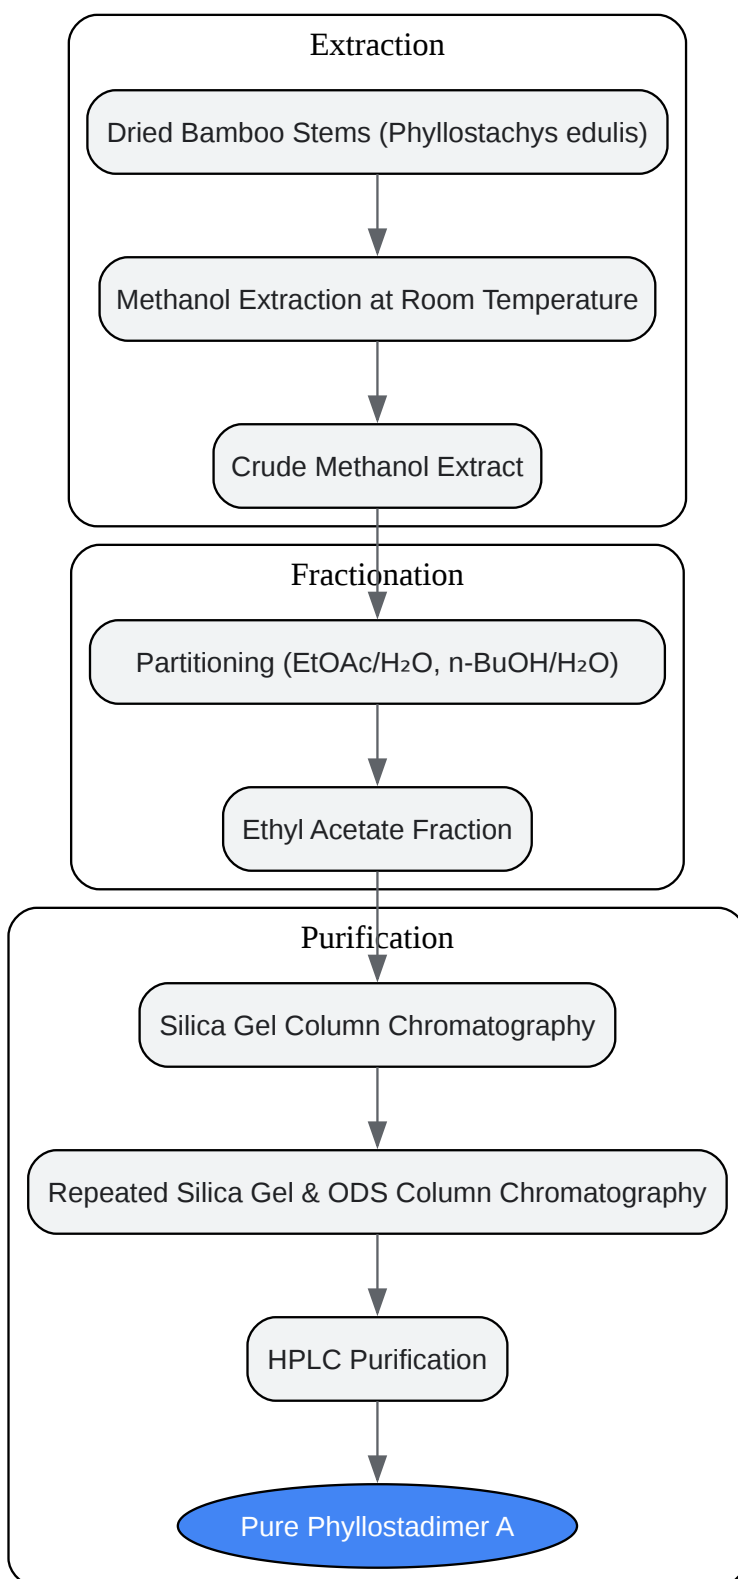 Extraction
Dried Bamboo Stems (Phyllostachys edulis)
Methanol Extraction at Room Temperature
Crude Methanol Extract
Fractionation
Partitioning (EtOAc/H₂O, n-BuOH/H₂O)
Ethyl Acetate Fraction
Purification
Silica Gel Column Chromatography
Repeated Silica Gel & ODS Column Chromatography
HPLC Purification
Pure Phyllostadimer A